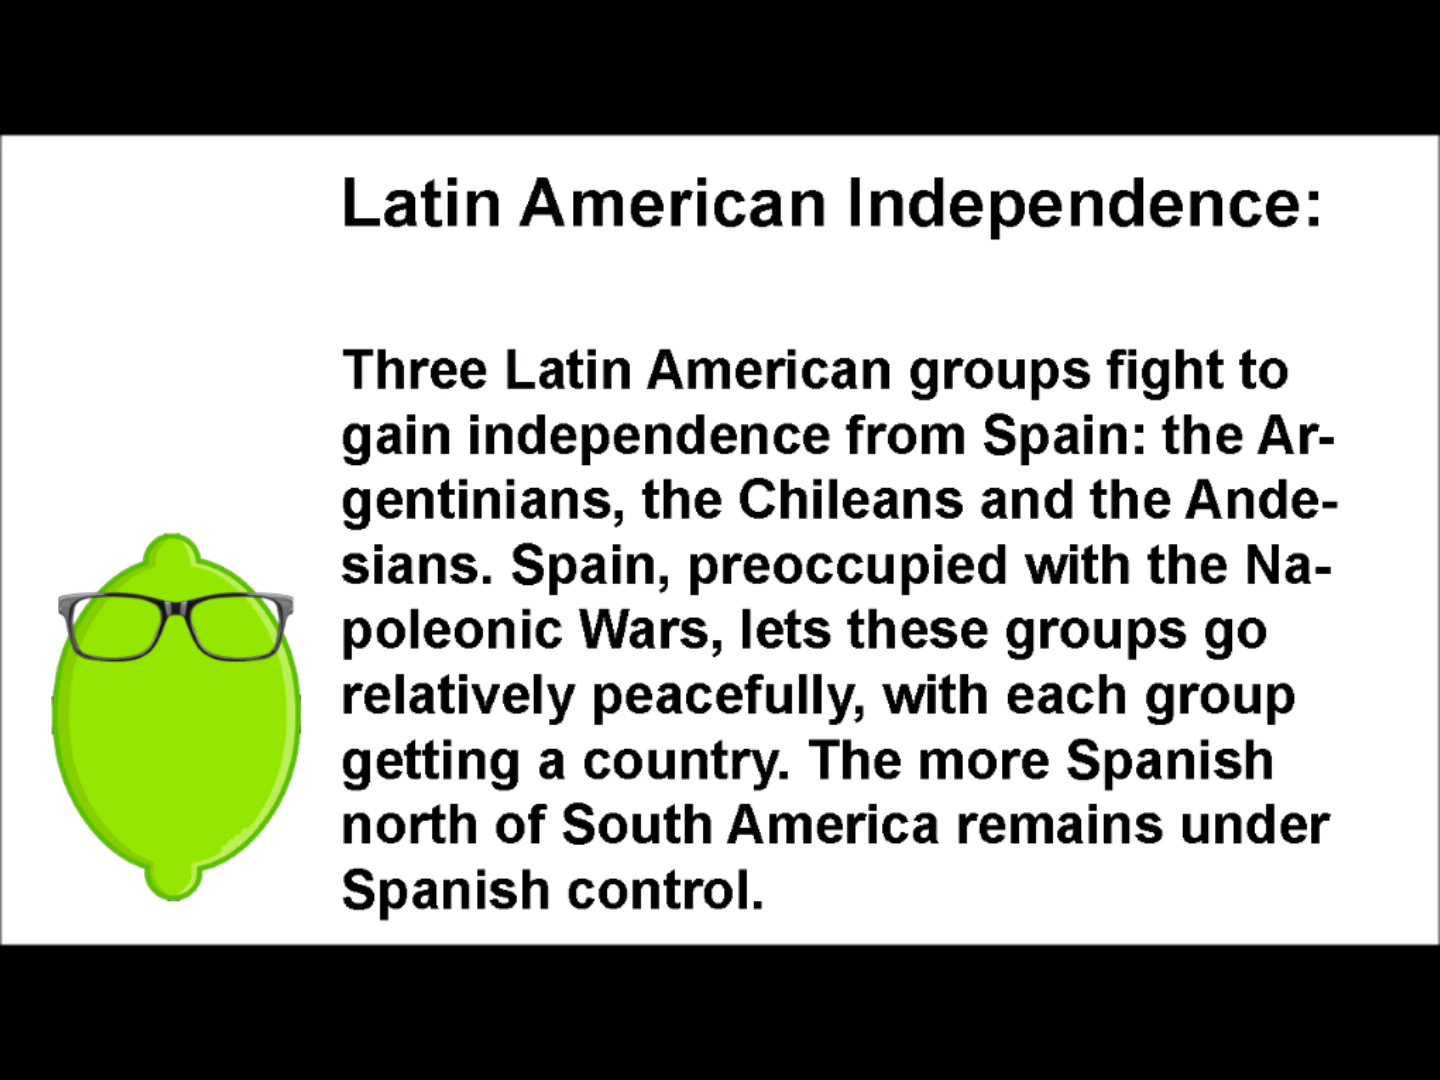 Latin American Independence:
Three Latin American groups fight to
gain independence from Spain: the Ar-
gentinians, the Chileans and the Ande-
sians. Spain, preoccupied with the Na-
poleonic Wars, lets these groups go
relatively peacefully, with each group
getting a country. The more Spanish
north of South America remains under
Spanish control.